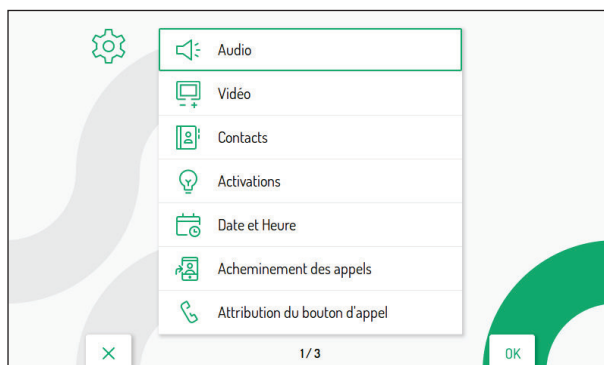 Audio
Vidéo
Contacts
Activations
Date et Heure
Acheminement des appels
Attribution du bouton d'appel
1 / 3
OK